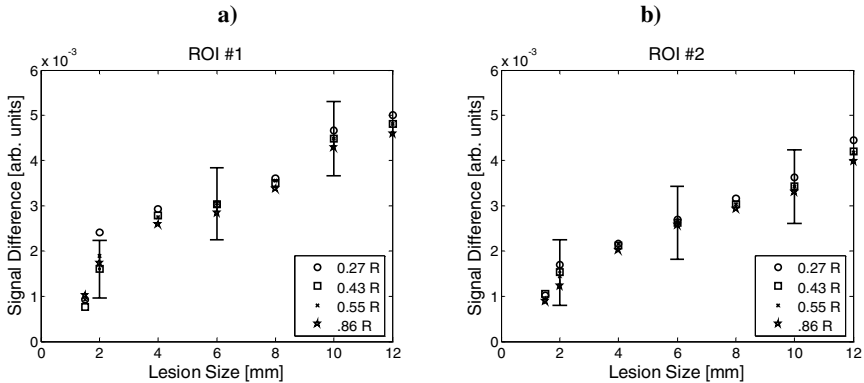 a)
ROI #1
x 10⁻³
6
5
4
3
2
1
0
0 2 4 6 8 10 12
Signal Difference [arb. units]
Lesion Size [mm]
0.27 R
0.43 R
0.55 R
.86 R
b)
ROI #2
x 10⁻³
6
5
4
3
2
1
0
0 2 4 6 8 10 12
Signal Difference [arb. units]
Lesion Size [mm]
0.27 R
0.43 R
0.55 R
.86 R